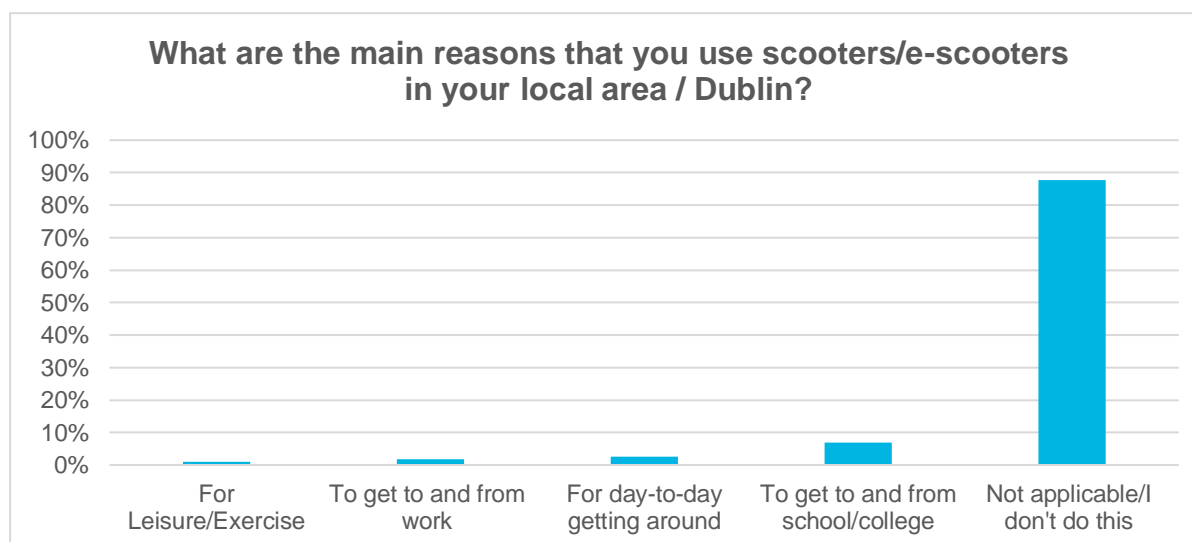 What are the main reasons that you use scooters/e-scooters
in your local area / Dublin?
100%
90%
80%
70%
60%
50%
40%
30%
20%
10%
0%
For
Leisure/Exercise
To get to and from
work
For day-to-day
getting around
To get to and from
school/college
Not applicable/I
don't do this